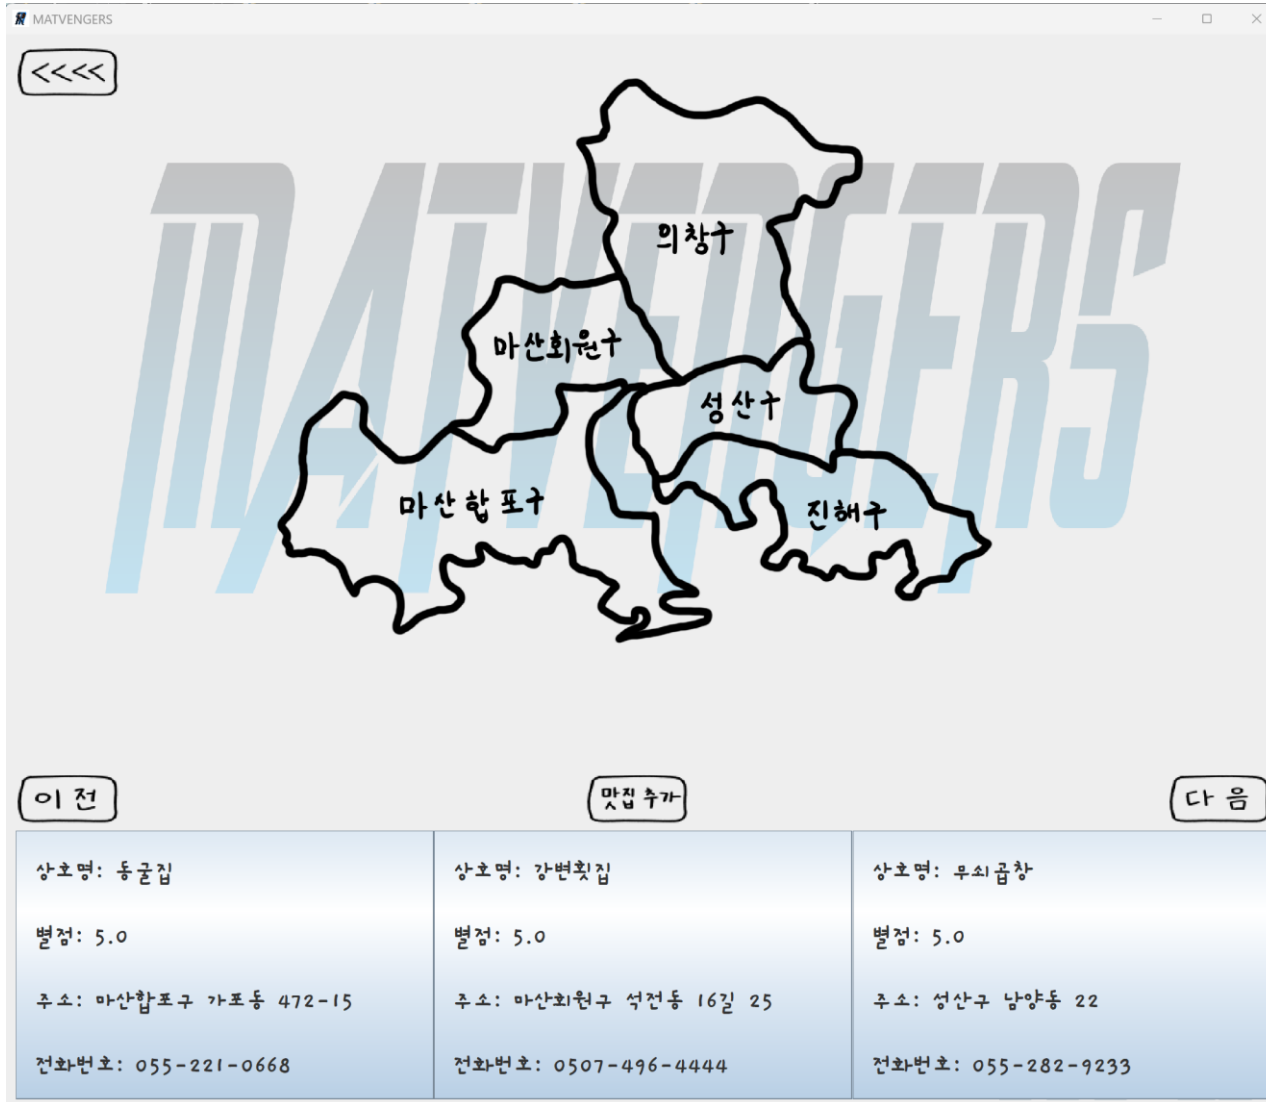 MATVENGERS
<<<<
MATVENGERS
의창구
마산회원구
성산구
마산합포구
진해구
이전
맛집 추가
다음
상호명: 동굴집
별점: 5.0
주소: 마산합포구 가포동 472-15
전화번호: 055-221-0668
상호명: 강변횟집
별점: 5.0
주소: 마산회원구 석전동 16길 25
전화번호: 0507-496-4444
상호명: 무쇠곱창
별점: 5.0
주소: 성산구 남양동 22
전화번호: 055-282-9233